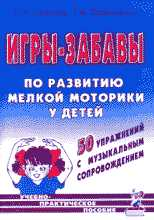 ИГРЫ-ЗАБАВЫ
ПО РАЗВИТИЮ
МЕЛКОЙ МОТОРИКИ
У ДЕТЕЙ
50 УПРАЖНЕНИЙ
С МУЗЫКАЛЬНЫМ
СОПРОВОЖДЕНИЕМ
УЧЕБНО-
ПРАКТИЧЕСКОЕ
ПОСОБИЕ